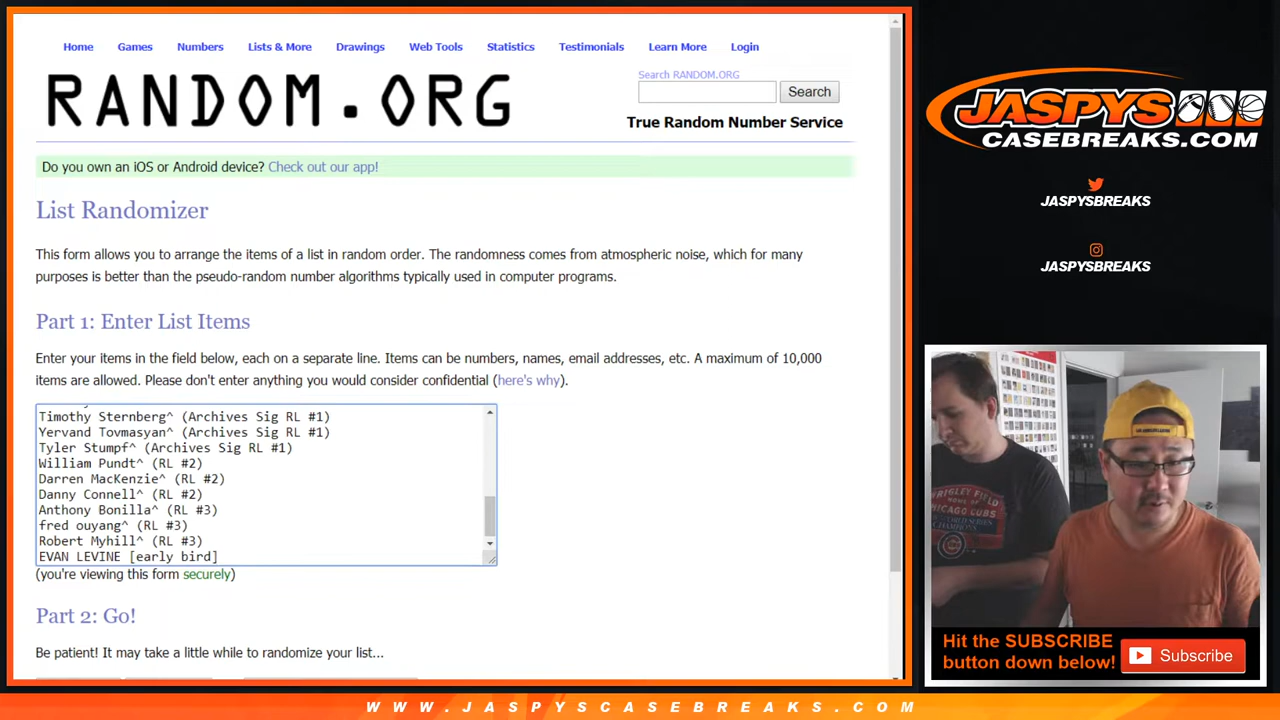 Home Games Numbers Lists & More Drawings Web Tools Statistics Testimonials Learn More Login
RANDOM.ORG
Search RANDOM.ORG
Search
True Random Number Service
Do you own an iOS or Android device? Check out our app!
List Randomizer
This form allows you to arrange the items of a list in random order. The randomness comes from atmospheric noise, which for many
purposes is better than the pseudo-random number algorithms typically used in computer programs.
Part 1: Enter List Items
Enter your items in the field below, each on a separate line. Items can be numbers, names, email addresses, etc. A maximum of 10,000
items are allowed. Please don't enter anything you would consider confidential (here's why).
Timothy Sternberg^ (Archives Sig RL #1)
Yervand Tovmasyan^ (Archives Sig RL #1)
Tyler Stumpf^ (Archives Sig RL #1)
William Pundt^ (RL #2)
Darren MacKenzie^ (RL #2)
Danny Connell^ (RL #2)
Anthony Bonilla^ (RL #3)
fred ouyang^ (RL #3)
Robert Myhill^ (RL #3)
EVAN LEVINE [early bird]
(you're viewing this form securely)
Part 2: Go!
Be patient! It may take a little while to randomize your list...
JASPYS
CASEBREAKS.COM
JASPYSBREAKS
JASPYSBREAKS
WRIGLEY FIELD
HOME OF
CHICAGO CUBS
Hit the SUBSCRIBE
button down below!
Subscribe
WWW.JASPYSCASEBREAKS.COM